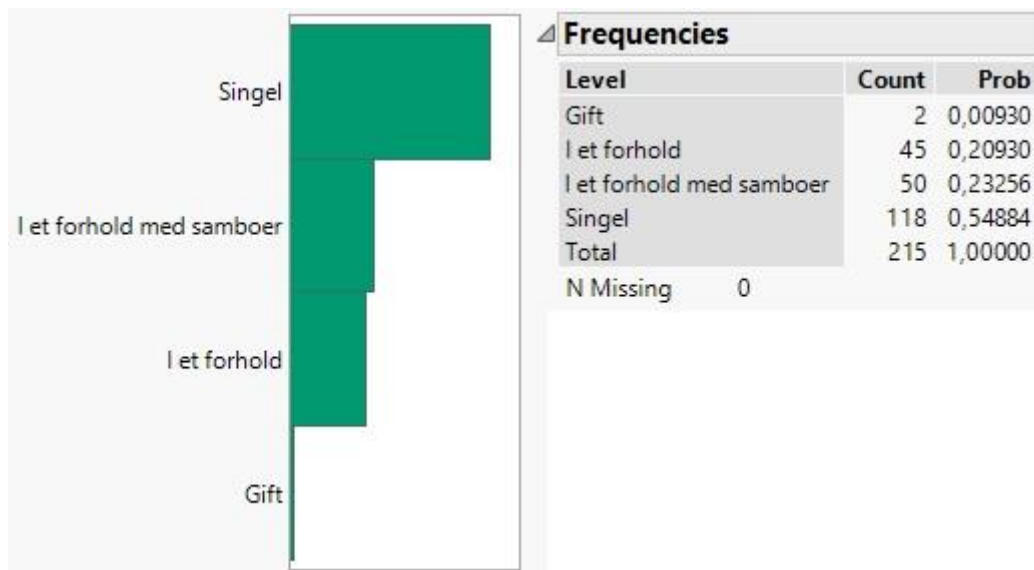 Singel
I et forhold med samboer
I et forhold
Gift
Frequencies
Level Count Prob
Gift 2 0,00930
I et forhold 45 0,20930
I et forhold med samboer 50 0,23256
Singel 118 0,54884
Total 215 1,00000
N Missing 0